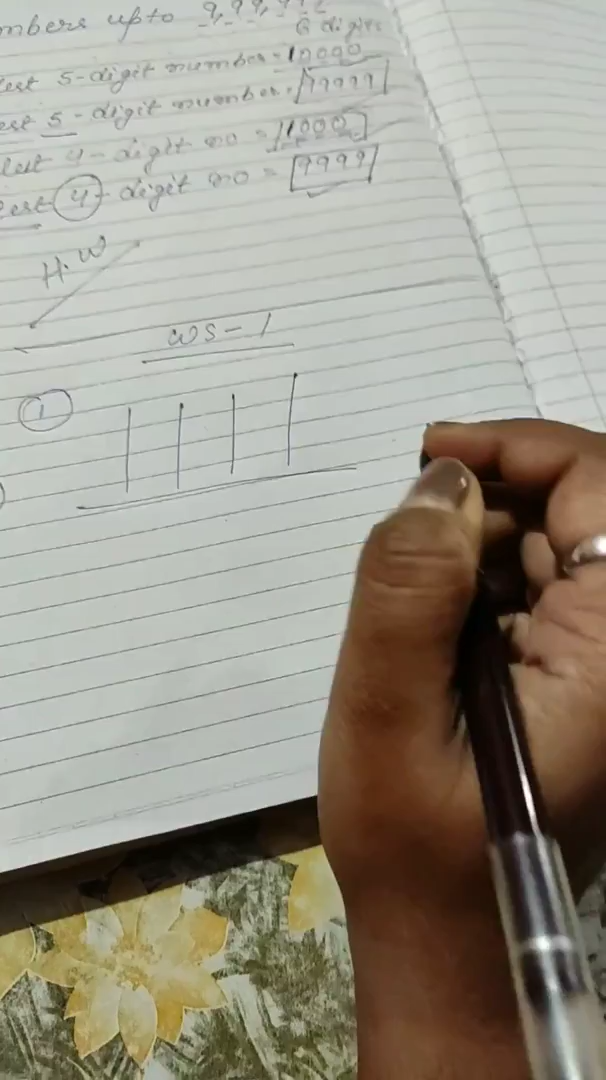 mbers upto 9,99,999
6 digits
lest 5-digit number = 10000
est 5-digit number = 99999
lest 4-digit no = 1000
est 4-digit no = 9999
H.W
WS-1
1